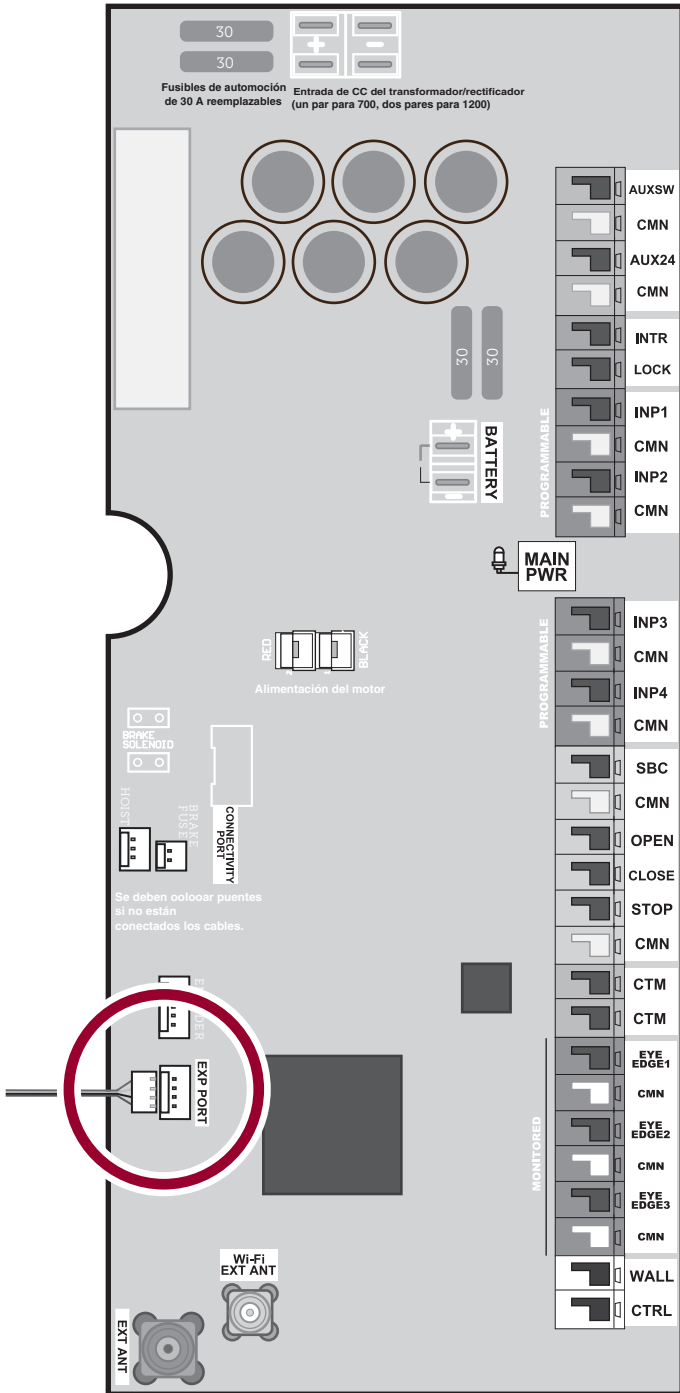 30
30
Fusibles de automoción
de 30 A reemplazables
Entrada de CC del transformador/rectificador
(un par para 700, dos pares para 1200)
+
-
30
30
BATTERY
+
-
MAIN
PWR
RED
BLACK
Alimentación del motor
BRAKE
SOLENOID
HOIST
BRAKE
FUSE
CONNECTIVITY
PORT
Se deben oolooar puentes
si no están
conectados los cables.
EXP PORT
Wi-Fi
EXT ANT
EXT ANT
AUXSW
CMN
AUX24
CMN
INTR
LOCK
PROGRAMMABLE
INP1
CMN
INP2
CMN
PROGRAMMABLE
INP3
CMN
INP4
CMN
SBC
CMN
OPEN
CLOSE
STOP
CMN
CTM
CTM
MONITORED
EYE
EDGE1
CMN
EYE
EDGE2
CMN
EYE
EDGE3
CMN
WALL
CTRL